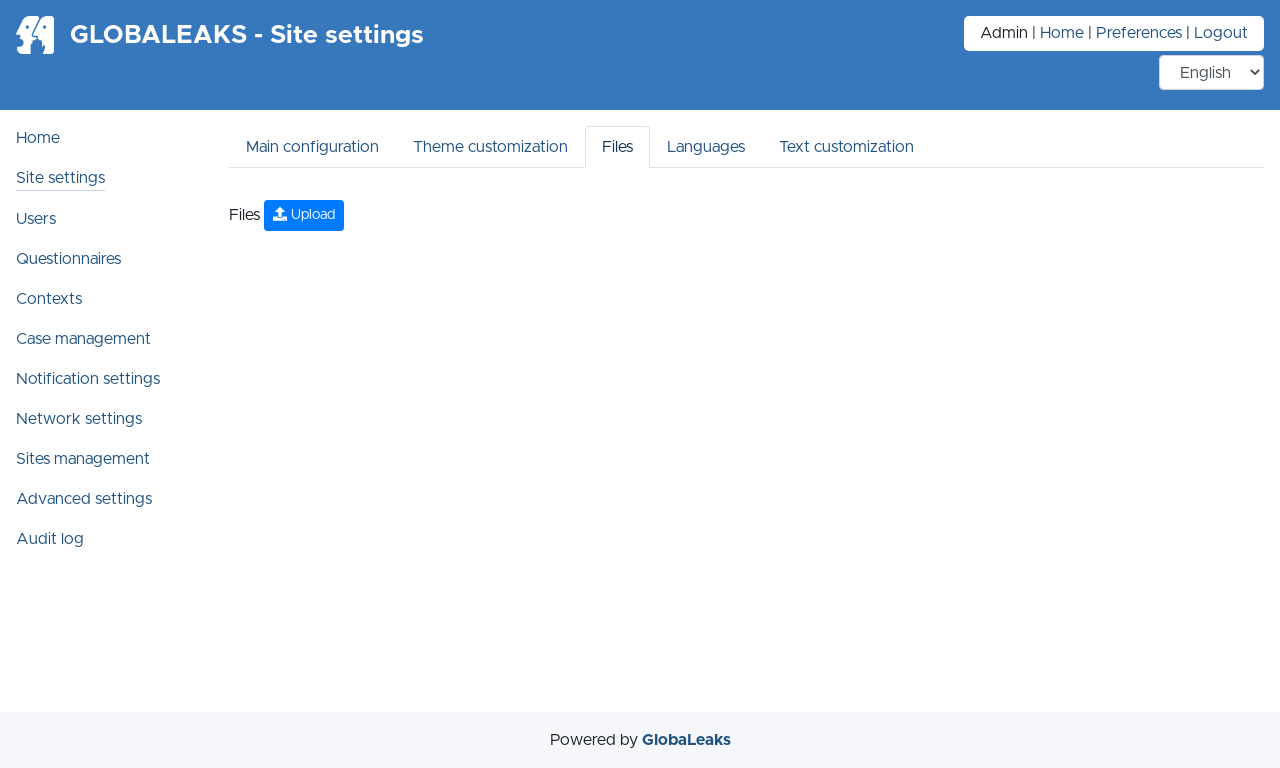 GLOBALEAKS - Site settings
Admin | Home | Preferences | Logout
English
Home
Site settings
Users
Questionnaires
Contexts
Case management
Notification settings
Network settings
Sites management
Advanced settings
Audit log
Main configuration Theme customization Files Languages Text customization
Files Upload
Powered by GlobaLeaks